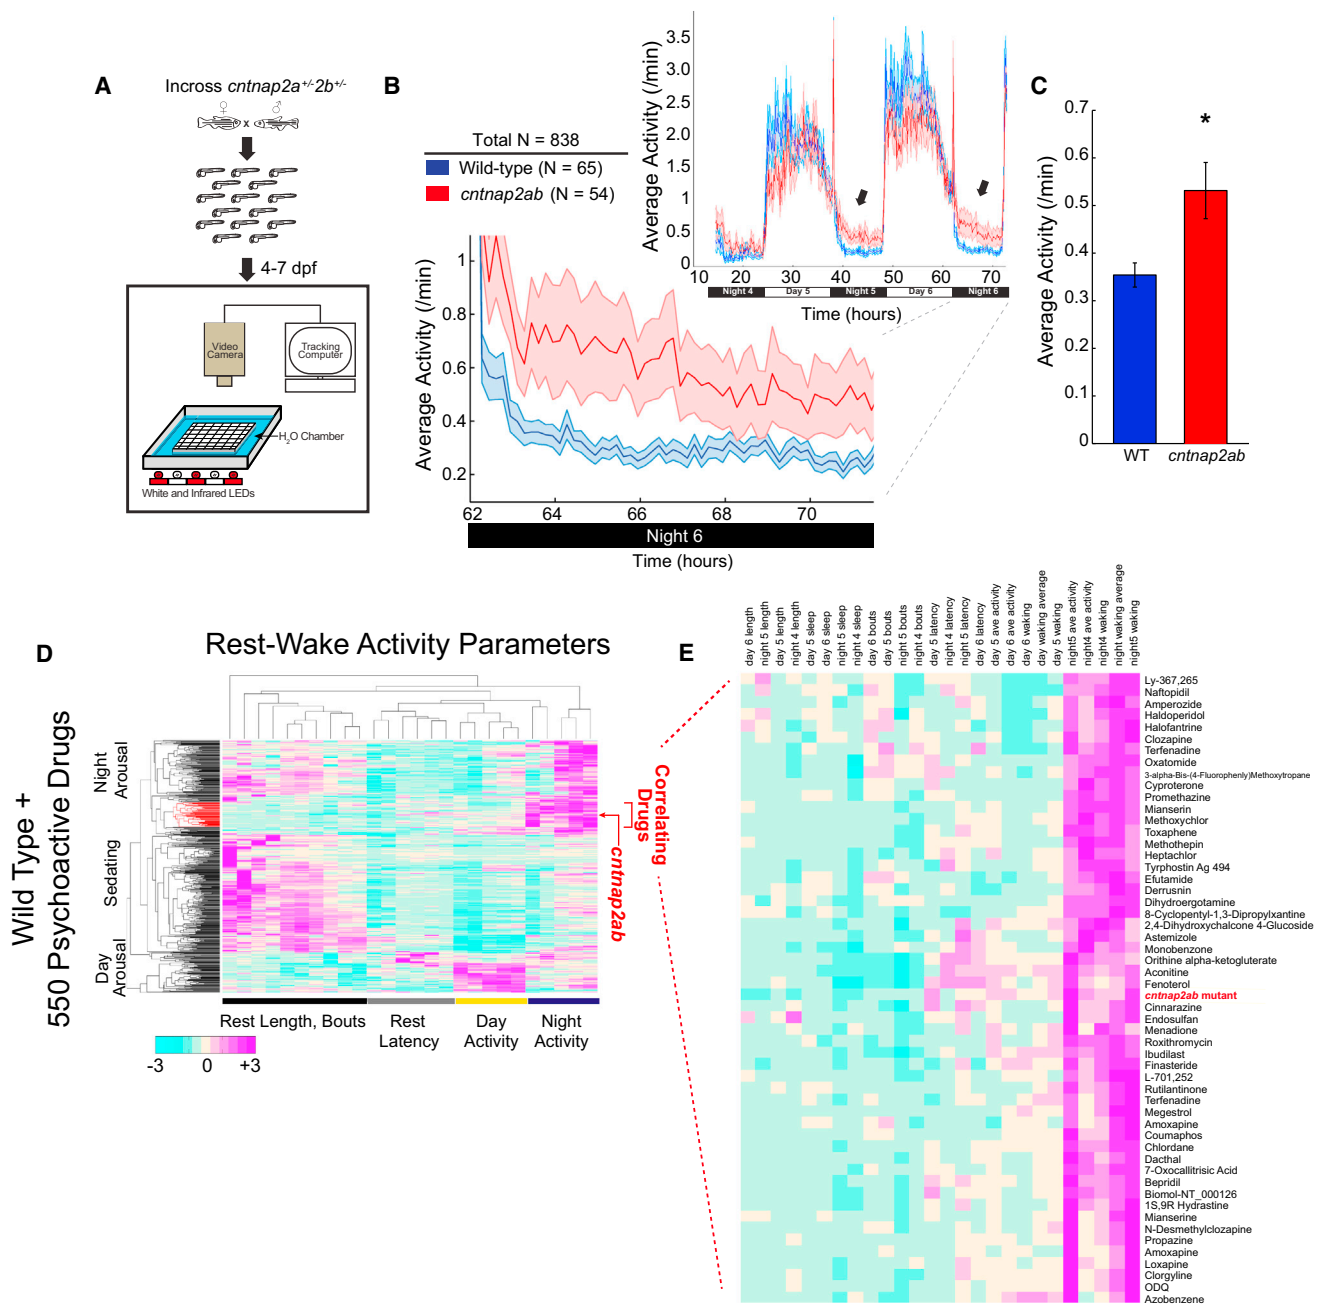 A
Incross cntnap2a+/-2b+/-
♀ x ♂
4-7 dpf
Video
Camera
Tracking
Computer
H2O Chamber
White and Infrared LEDs
B
Total N = 838
Wild-type (N = 65)
cntnap2ab (N = 54)
Average Activity (/min)
1
0.8
0.6
0.4
0.2
62 64 66 68 70
Night 6
Time (hours)
Average Activity (/min)
3.5
3.0
2.5
2.0
1.5
1
0.5
0
10 20 30 40 50 60 70
Night 4 Day 5 Night 5 Day 6 Night 6
Time (hours)
C
Average Activity (/min)
0.7
0.6
0.5
0.4
0.3
0.2
0.1
0
*
WT cntnap2ab
D
Rest-Wake Activity Parameters
Wild Type +
550 Psychoactive Drugs
Night
Arousal
Sedating
Day
Arousal
Rest Length, Bouts
Rest
Latency
Day
Activity
Night
Activity
-3 0 +3
Correlating
Drugs
cntnap2ab
E
day 6 length
night 5 length
day 5 length
night 4 length
day 5 sleep
day 6 sleep
night 5 sleep
night 4 sleep
day 6 bouts
day 5 bouts
night 5 bouts
night 4 bouts
day 5 latency
night 4 latency
night 5 latency
day 6 latency
day 5 ave activity
day 6 ave activity
day 6 waking
day waking average
day 5 waking
night5 ave activity
night4 ave activity
night4 waking
night waking average
night5 waking
Ly-367,265
Naftopidil
Amperozide
Haldoperidol
Halofantrine
Clozapine
Terfenadine
Oxatomide
3-alpha-Bis-(4-Fluorophenly)Methoxytropane
Cyproterone
Promethazine
Mianserin
Methoxychlor
Toxaphene
Methothepin
Heptachlor
Tyrphostin Ag 494
Efutamide
Derrusnin
Dihydroergotamine
8-Cyclopentyl-1,3-Dipropylxantine
2,4-Dihydroxychalcone 4-Glucoside
Astemizole
Monobenzone
Orithine alpha-ketogluterate
Aconitine
Fenoterol
cntnap2ab mutant
Cinnarazine
Endosulfan
Menadione
Roxithromycin
Ibudilast
Finasteride
L-701,252
Rutilantinone
Terfenadine
Megestrol
Amoxapine
Coumaphos
Chlordane
Dacthal
7-Oxocallitrisic Acid
Bepridil
Biomol-NT_000126
1S,9R Hydrastine
Mianserine
N-Desmethylclozapine
Propazine
Amoxapine
Loxapine
Clorgyline
ODQ
Azobenzene